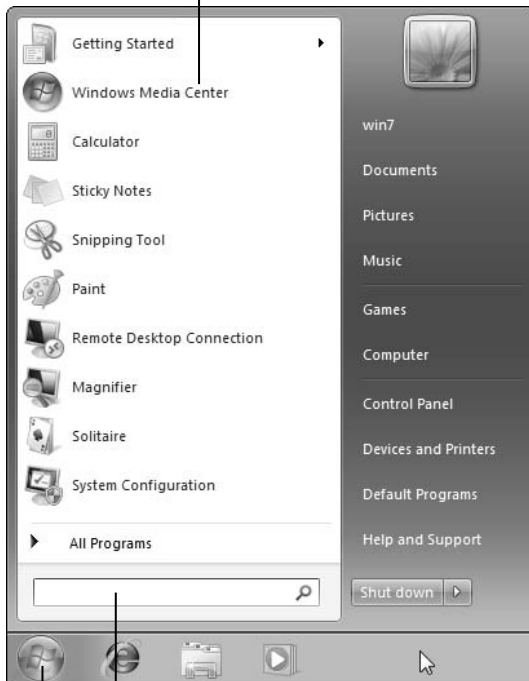 Getting Started
Windows Media Center
Calculator
Sticky Notes
Snipping Tool
Paint
Remote Desktop Connection
Magnifier
Solitaire
System Configuration
All Programs
win7
Documents
Pictures
Music
Games
Computer
Control Panel
Devices and Printers
Default Programs
Help and Support
Shut down